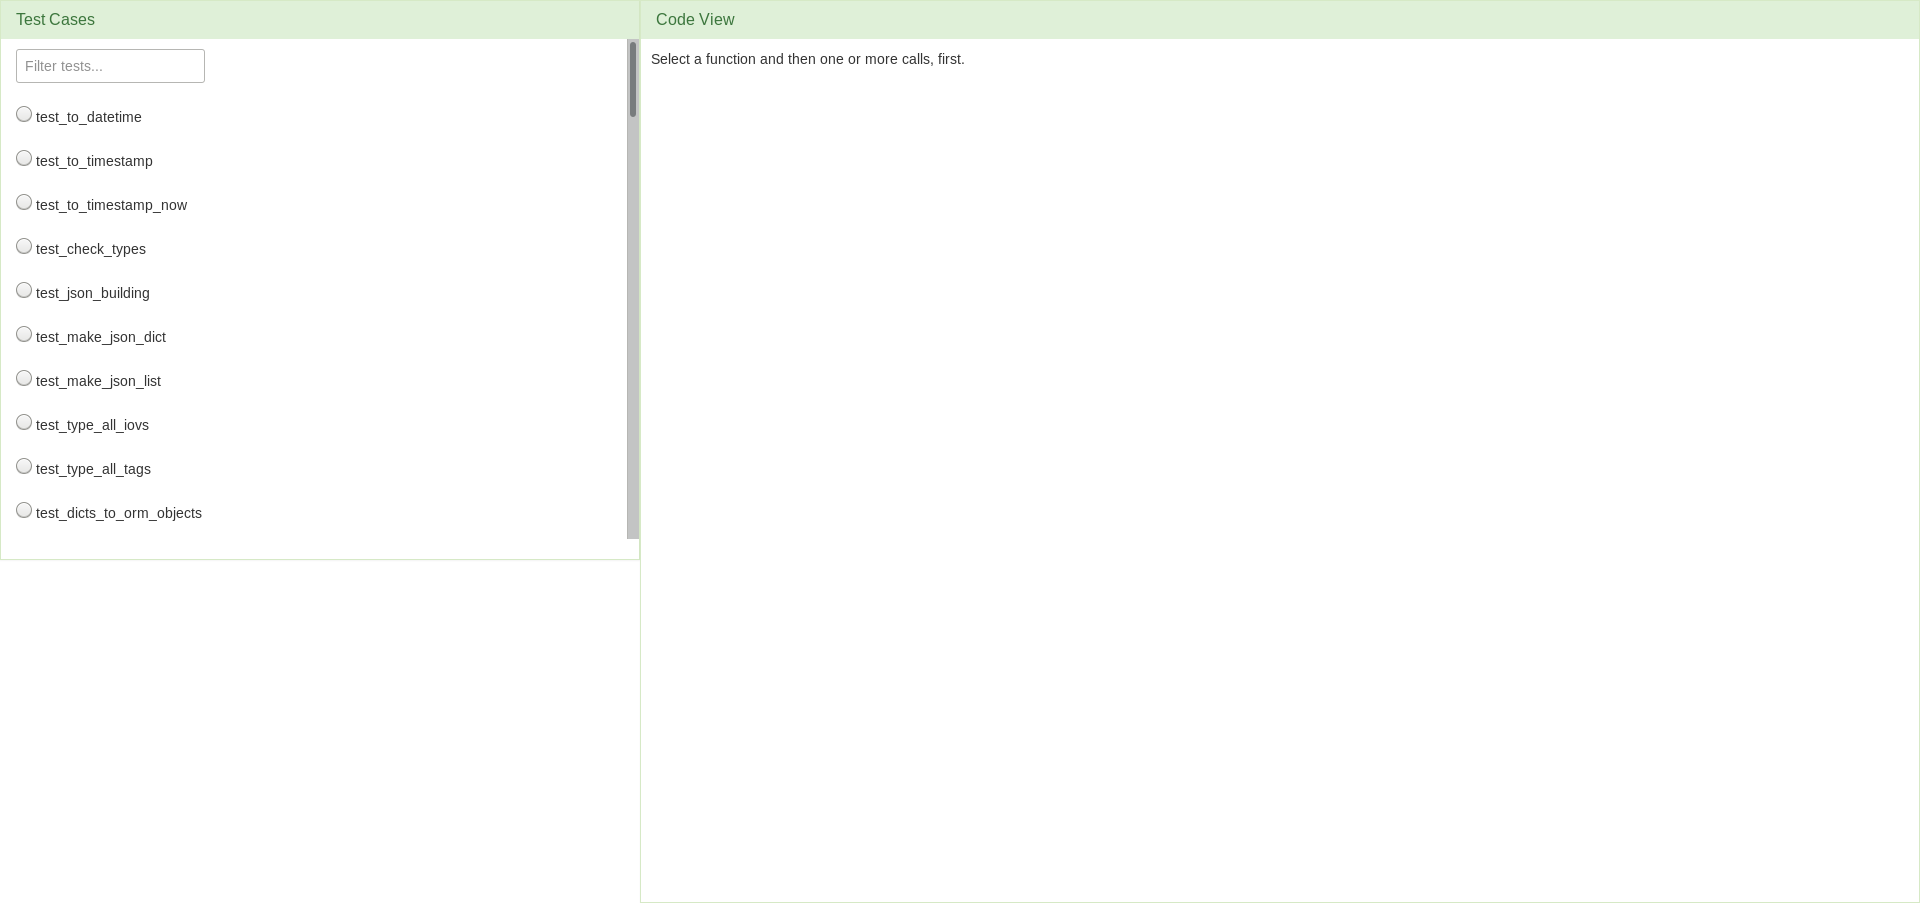 Test Cases
Filter tests...
test_to_datetime
test_to_timestamp
test_to_timestamp_now
test_check_types
test_json_building
test_make_json_dict
test_make_json_list
test_type_all_iovs
test_type_all_tags
test_dicts_to_orm_objects
Code View
Select a function and then one or more calls, first.